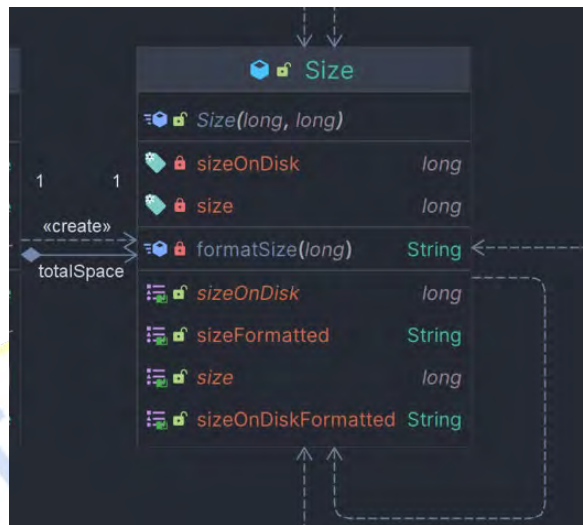 Size
Size(long, long)
sizeOnDisk long
size long
1 1
«create»
formatSize(long) String
totalSpace
sizeOnDisk long
sizeFormatted String
size long
sizeOnDiskFormatted String